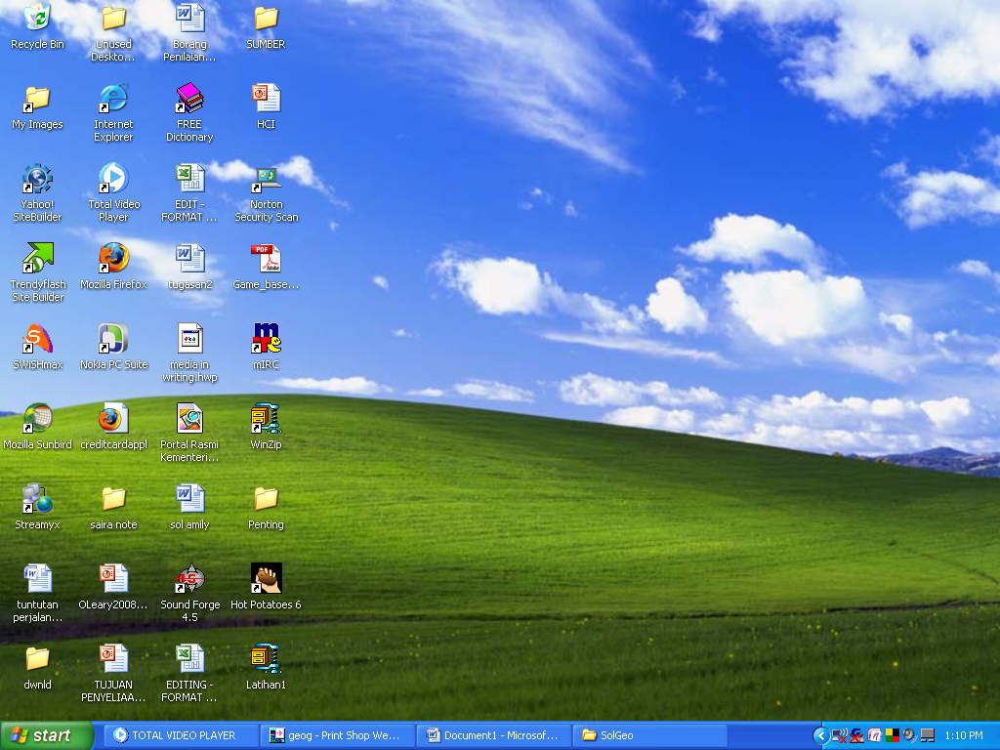 Recycle Bin
Unused
Deskto...
Borang
Penilaian...
SUMBER
My Images
Internet
Explorer
FREE
Dictionary
HCI
Yahoo!
SiteBuilder
Total Video
Player
EDIT -
FORMAT ...
Norton
Security Scan
Trendyflash
Site Builder
Mozilla Firefox
tugasan2
PDF
Adobe
Game_base...
SWiSHmax
Nokia PC Suite
media in
writing.hwp
mIRC
Mozilla Sunbird
creditcardappl
Portal Rasmi
Kementeri...
WinZip
Streamyx
saira note
sol amily
Penting
tuntutan
perjalan...
OLeary2008...
4.5
Sound Forge
4.5
Hot Potatoes 6
dwnld
TUJUAN
PENYELIAA...
EDITING -
FORMAT ...
Latihan1
start
TOTAL VIDEO PLAYER
geog - Print Shop We...
Document1 - Microsof...
SolGeo
1:10 PM